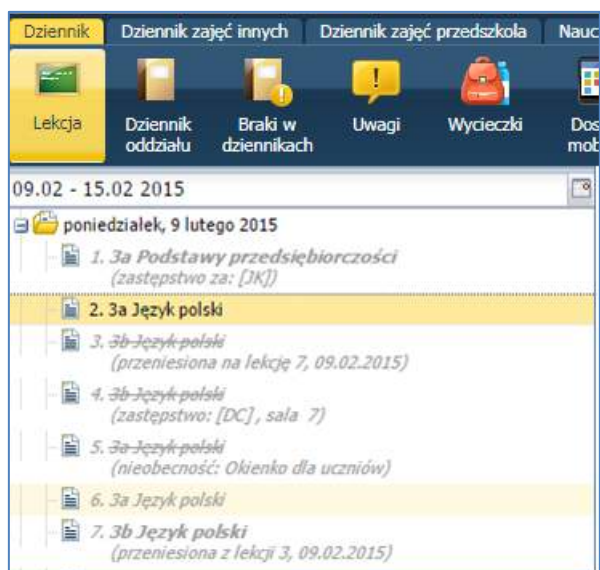 Dziennik Dziennik zajęć innych Dziennik zajęć przedszkola Nauc
Lekcja Dziennik oddziału Braki w dziennikach Uwagi Wycieczki Dos mob
09.02 - 15.02 2015
poniedziałek, 9 lutego 2015
1. 3a Podstawy przedsiębiorczości
(zastępstwo za: [JK])
2. 3a Język polski
3. 3b Język polski
(przeniesiona na lekcję 7, 09.02.2015)
4. 3b Język polski
(zastępstwo: [DC] , sala 7)
5. 3a Język polski
(nieobecność: Okienko dla uczniów)
6. 3a Język polski
7. 3b Język polski
(przeniesiona z lekcji 3, 09.02.2015)